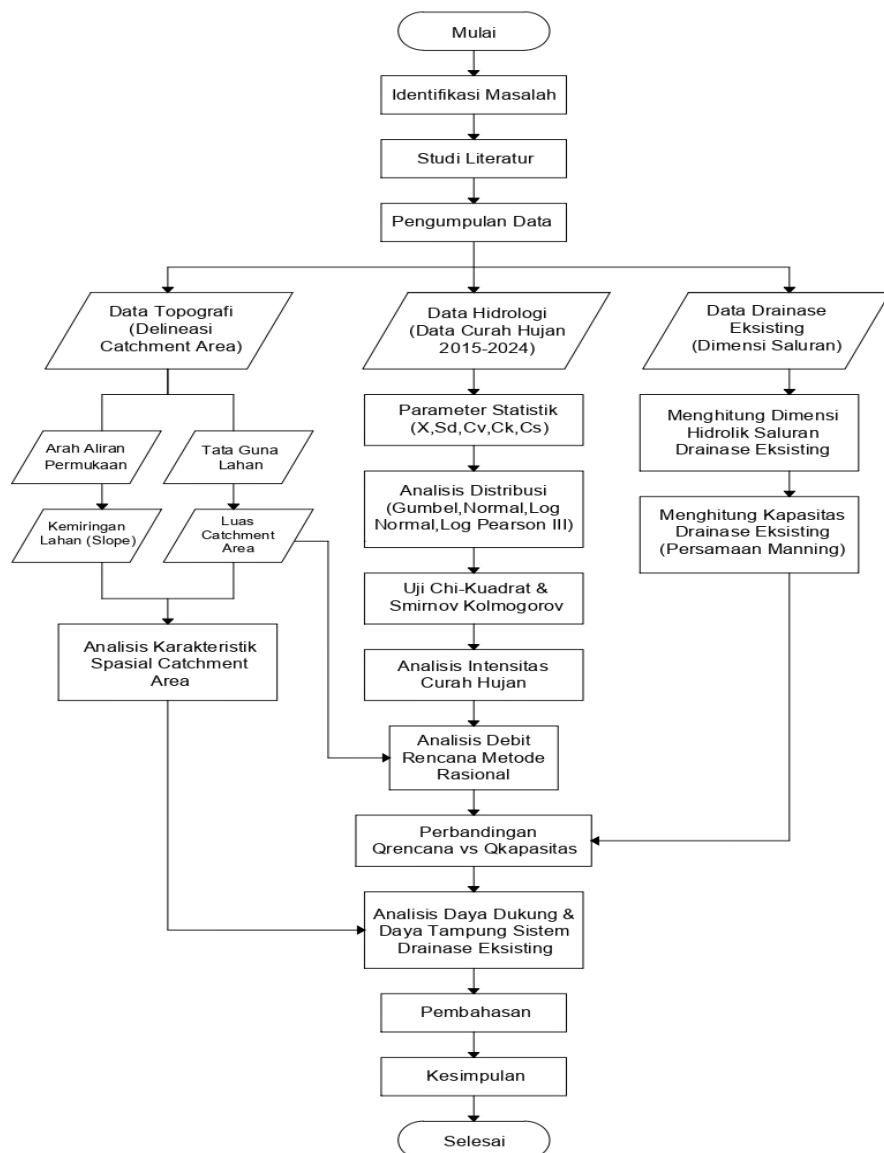 Mulai
Identifikasi Masalah
Studi Literatur
Pengumpulan Data
Data Topografi
(Delineasi
Catchment Area)
Data Hidrologi
(Data Curah Hujan
2015-2024)
Data Drainase
Eksisting
(Dimensi Saluran)
Arah Aliran
Permukaan
Tata Guna
Lahan
Kemiringan
Lahan (Slope)
Luas
Catchment
Area
Analisis Karakteristik
Spasial Catchment
Area
Parameter Statistik
(X,Sd,Cv,Ck,Cs)
Analisis Distribusi
(Gumbel,Normal,Log
Normal,Log Pearson III)
Uji Chi-Kuadrat &
Smirnov Kolmogorov
Analisis Intensitas
Curah Hujan
Analisis Debit
Rencana Metode
Rasional
Menghitung Dimensi
Hidrolik Saluran
Drainase Eksisting
Menghitung Kapasitas
Drainase Eksisting
(Persamaan Manning)
Perbandingan
Qrencana vs Qkapasitas
Analisis Daya Dukung &
Daya Tampung Sistem
Drainase Eksisting
Pembahasan
Kesimpulan
Selesai